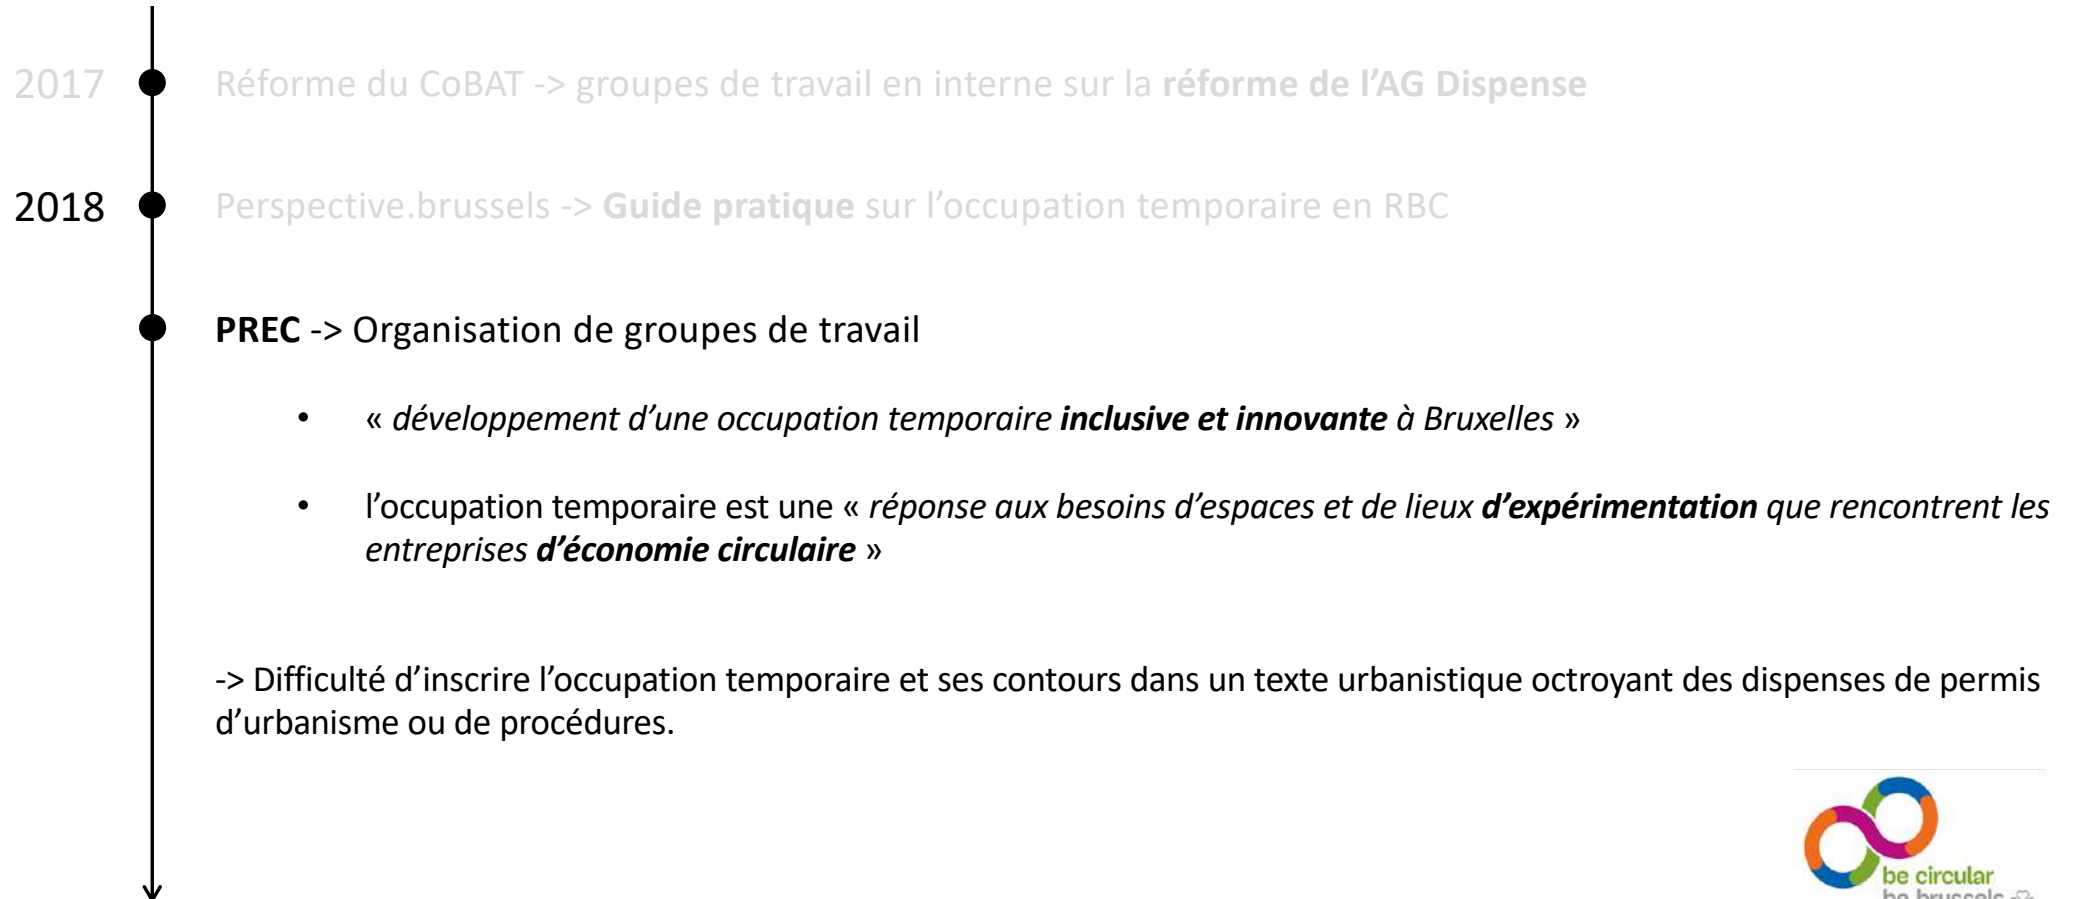 2017 Réforme du CoBAT -> groupes de travail en interne sur la réforme de l’AG Dispense
2018 Perspective.brussels -> Guide pratique sur l’occupation temporaire en RBC
PREC -> Organisation de groupes de travail
• « développement d’une occupation temporaire inclusive et innovante à Bruxelles »
• l’occupation temporaire est une « réponse aux besoins d’espaces et de lieux d’expérimentation que rencontrent les
entreprises d’économie circulaire »
-> Difficulté d’inscrire l’occupation temporaire et ses contours dans un texte urbanistique octroyant des dispenses de permis
d’urbanisme ou de procédures.
be circular
be brussels